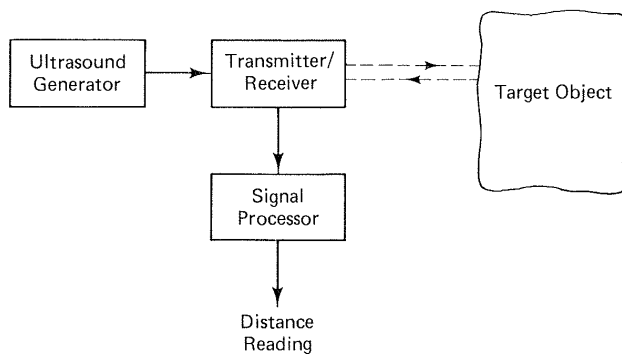 Ultrasound
Generator
Transmitter/
Receiver
Target Object
Signal
Processor
Distance
Reading